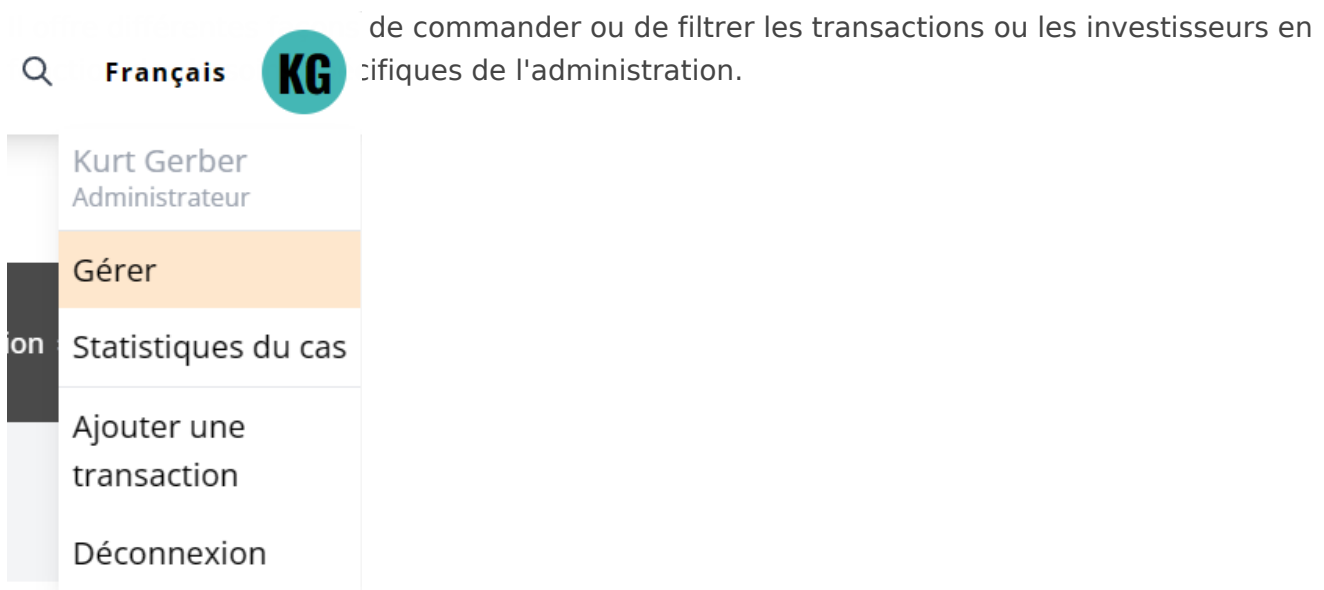 de commander ou de filtrer les transactions ou les investisseurs en
Français KG cifiques de l'administration.
Kurt Gerber
Administrateur
Gérer
ion
Statistiques du cas
Ajouter une
transaction
Déconnexion